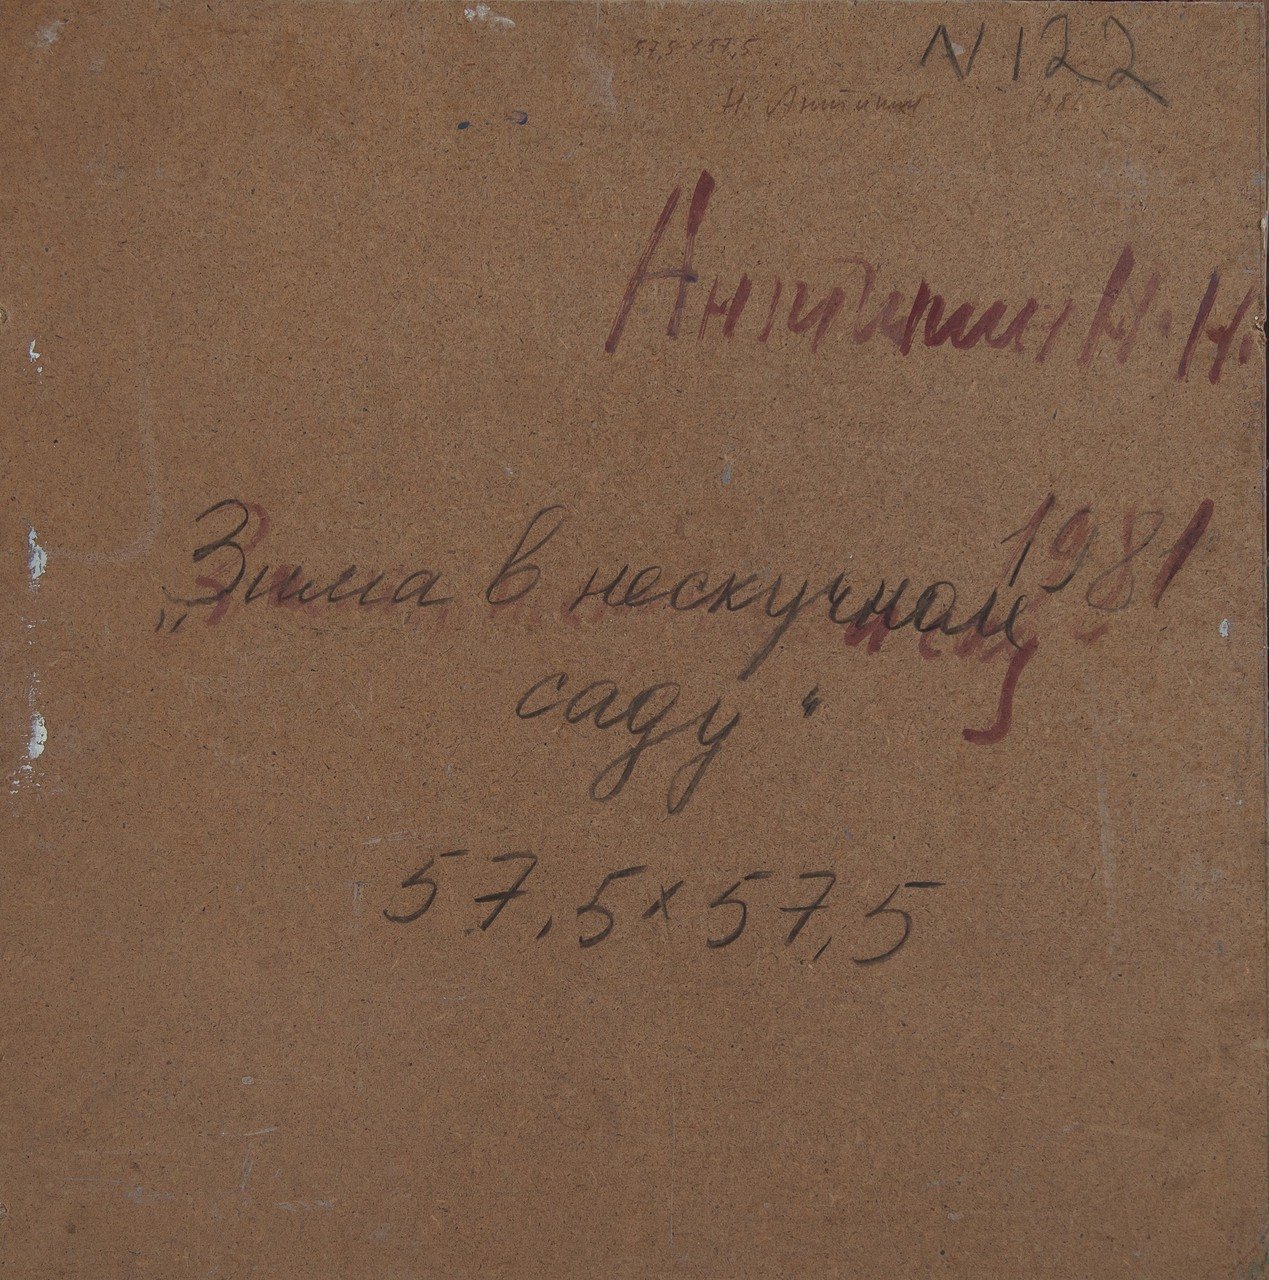 57,5 x 57,5
N 122
Н. Антипин 1981
Антипин Н. Н.
1981
„Зима в нескучном
саду“
57,5 x 57,5